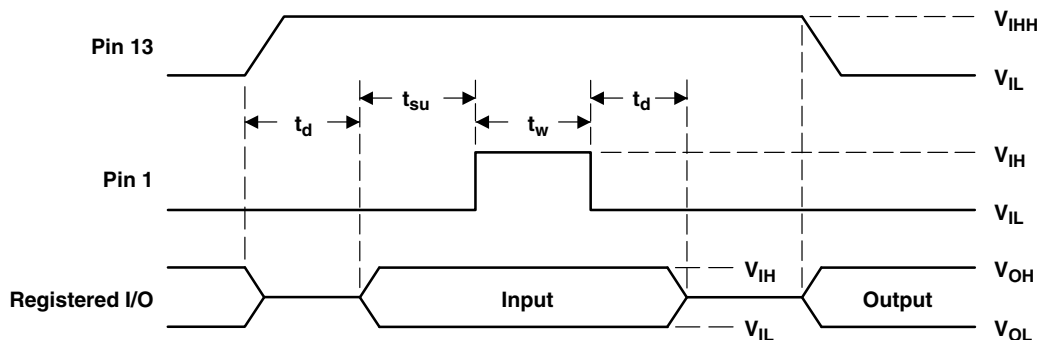 Pin 13
V_IHH
V_IL
t_d
t_su
t_w
t_d
Pin 1
V_IH
V_IL
Registered I/O
Input
V_IH
V_IL
Output
V_OH
V_OL